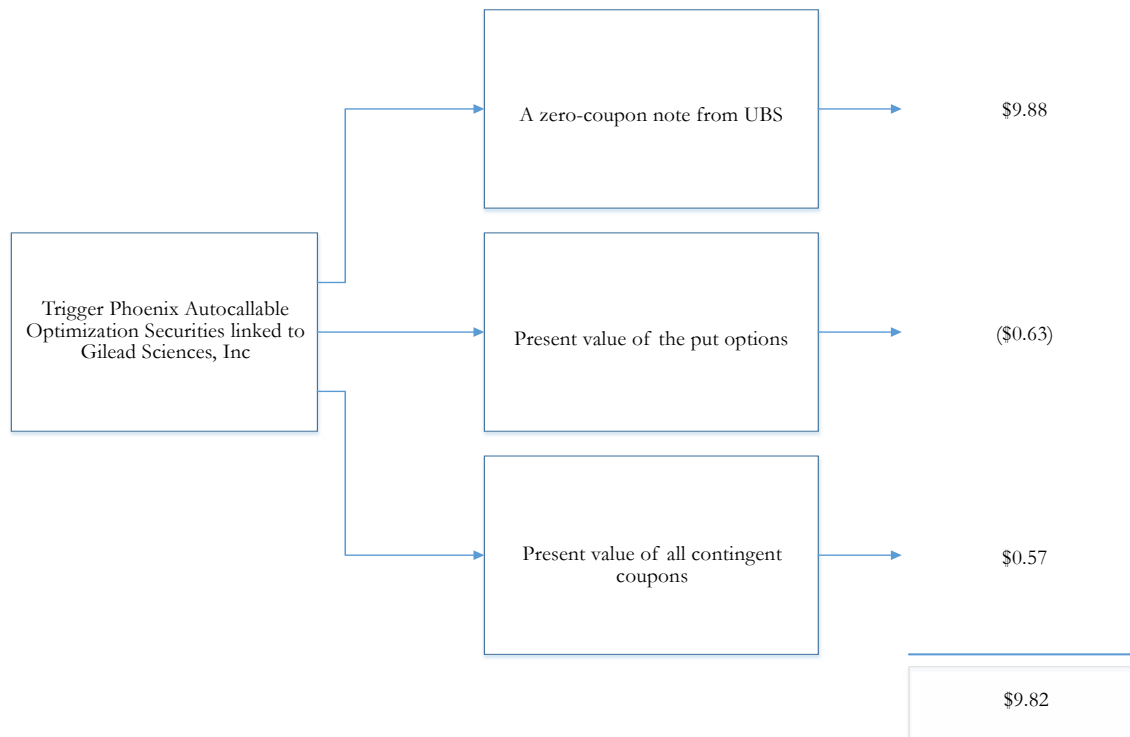 A zero-coupon note from UBS
$9.88
Trigger Phoenix Autocallable
Optimization Securities linked to
Gilead Sciences, Inc
Present value of the put options
($0.63)
Present value of all contingent
coupons
$0.57
$9.82